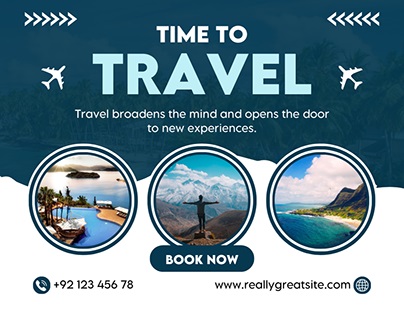 TIME TO
TRAVEL
Travel broadens the mind and opens the door
to new experiences.
BOOK NOW
+92 123 456 78
www.reallygreatsite.com